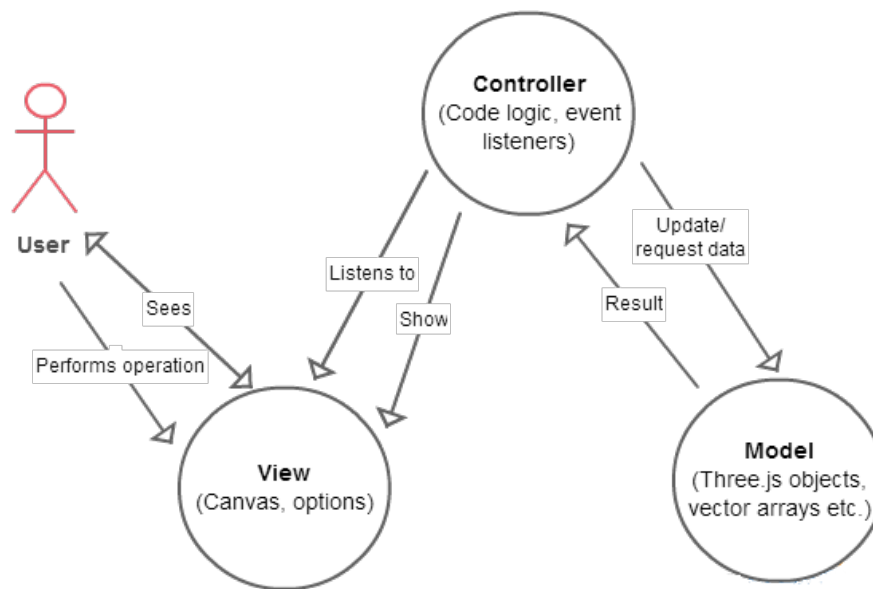 Controller
(Code logic, event
listeners)
User
Update/
request data
Listens to
Sees
Result
Show
Performs operation
View
(Canvas, options)
Model
(Three.js objects,
vector arrays etc.)